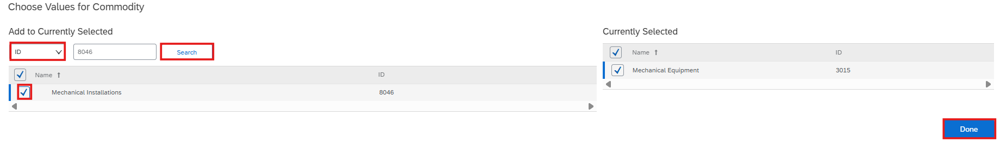 Choose Values for Commodity
Add to Currently Selected
ID
8046
Search
Name ↑ ID
Mechanical Installations 8046
Currently Selected
Name ↑ ID
Mechanical Equipment 3015
Done